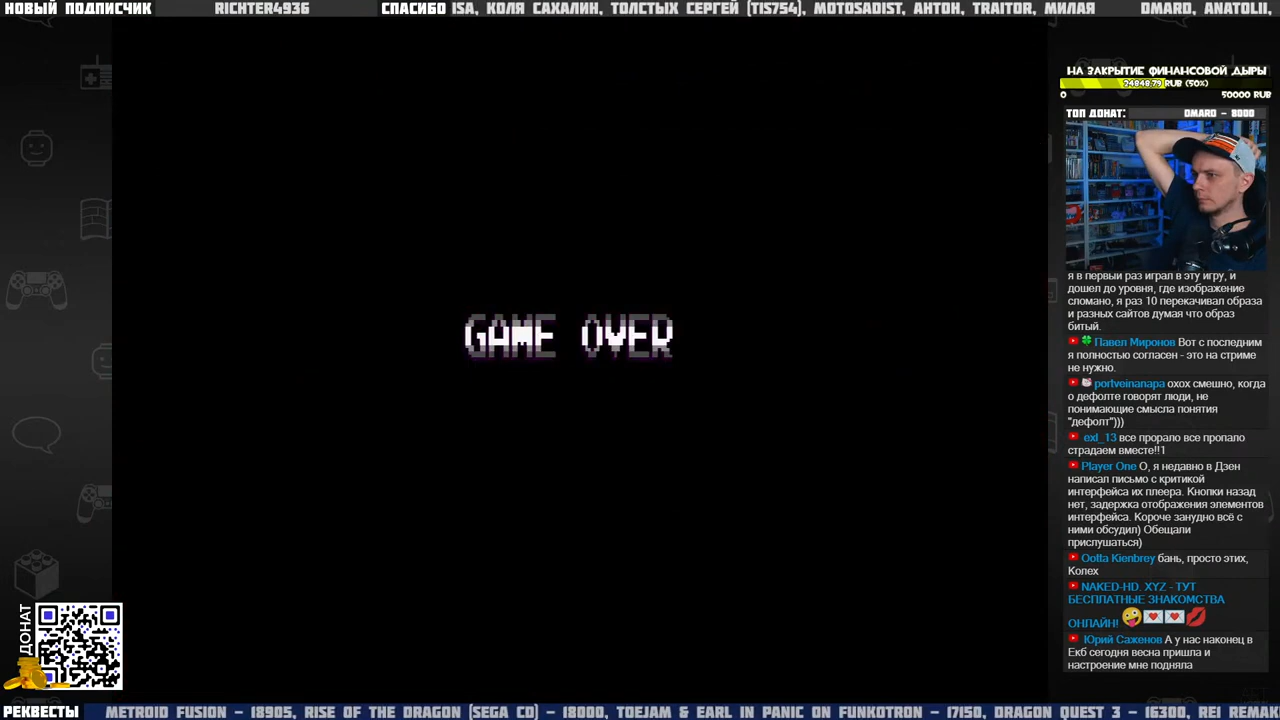 НОВЫЙ ПОДПИСЧИК RICHTER4936 СПАСИБО ISA, КОЛЯ САХАЛИН, ТОЛСТЫХ СЕРГЕЙ (TIS754), MOTOSADIST, АНТОН, TRAITOR, МИЛАЯ OMARO, ANATOLII,
НА ЗАКРЫТИЕ ФИНАНСОВОЙ ДЫРЫ
24848.79 RUB (50%)
0 50000 RUB
ТОП ДОНАТ: OMARO - 8000
GAME OVER
я в первый раз играл в эту игру, и
дошел до уровня, где изображение
сломано, я раз 10 перекачивал образа
и разных сайтов думая что образ
битый.
Павел Миронов Вот с последним
я полностью согласен - это на стриме
не нужно.
portveinanapa охох смешно, когда
о дефолте говорят люди, не
понимающие смысла понятия
"дефолт")))
exl_13 все прорало все пропало
страдаем вместе!!1
Player One О, я недавно в Дзен
написал письмо с критикой
интерфейса их плеера. Кнопки назад
нет, задержка отображения элементов
интерфейса. Короче занудно всё с
ними обсудил) Обещали
прислушаться)
Ootta Kienbrey бань, просто этих,
Колех
NAKED-HD. XYZ - ТУТ
БЕСПЛАТНЫЕ ЗНАКОМСТВА
ОНЛАЙН! 🤪💌💌💋
Юрий Саженов А у нас наконец в
Екб сегодня весна пришла и
настроение мне подняла
ДОНАТ
РЕКВЕСТЫ METROID FUSION - 18905, RISE OF THE DRAGON (SEGA CD) - 18000, TOEJAM & EARL IN PANIC ON FUNKOTRON - 17150, DRAGON QUEST 3 - 16300, REI REMAK